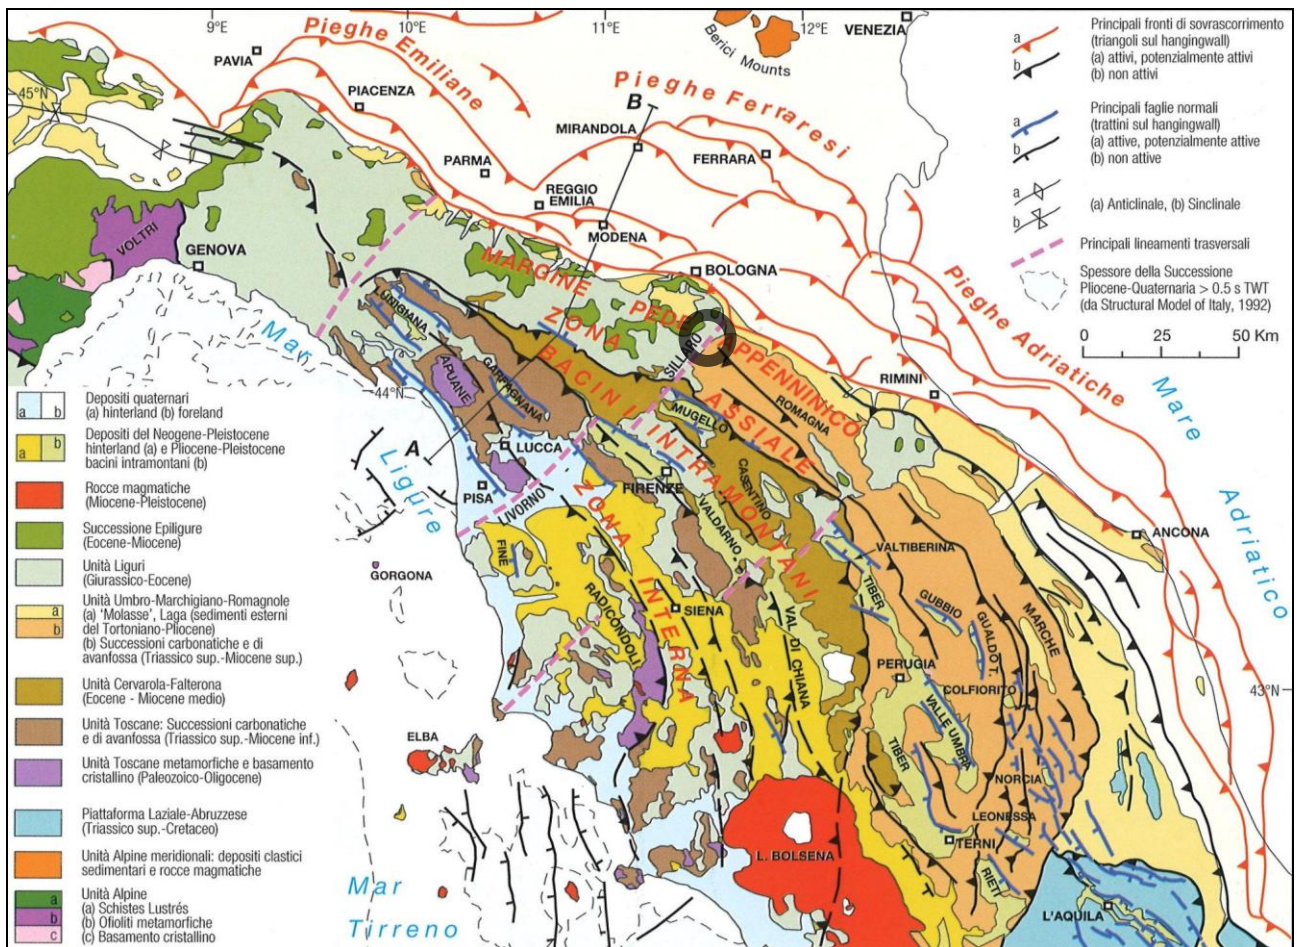 9°E
10°E
11°E
12°E
VENEZIA
Berici Mounts
Pieghe Emiliane
PAVIA
45°N
PIACENZA
Pieghe Ferraresi
B
MIRANDOLA
FERRARA
PARMA
REGGIO
EMILIA
MODENA
BOLOGNA
VOLTRI
GENOVA
Mar
Ligure
MARGINE PEDEAPPENNINICO
ZONA ASSIALE
BACINI INTRAMONTANI
ZONA INTERNA
Pieghe Adriatiche
Mare
Adriatico
LUNIGIANA
APUANE
GARFAGNANA
44°N
SILLARO
ROMAGNA
RIMINI
MUGELLO
A
LUCCA
PISA
LIVORNO
FIRENZE
CASENTINO
VALDARNO
ANCONA
FINE
VALTIBERINA
TIBER
GORGONA
RADICONDOLI
SIENA
VAL DI CHIANA
GUBBIO
GUALDO T.
MARCHE
PERUGIA
COLFIORITO
43°N
VALLE UMBRA
ELBA
TIBER
NORCIA
LEONESSA
TERNI
RIETI
L. BOLSENA
L'AQUILA
Mar
Tirreno
a
b
Principali fronti di sovrascorrimento
(triangoli sul hangingwall)
(a) attivi, potenzialmente attivi
(b) non attivi
a
b
Principali faglie normali
(trattini sul hangingwall)
(a) attive, potenzialmente attive
(b) non attive
a
b
(a) Anticlinale, (b) Sinclinale
Principali lineamenti trasversali
Spessore della Successione
Pliocene-Quaternaria > 0.5 s TWT
(da Structural Model of Italy, 1992)
0 25 50 Km
a b
Depositi quaternari
(a) hinterland (b) foreland
a b
Depositi del Neogene-Pleistocene
hinterland (a) e Pliocene-Pleistocene
bacini intramontani (b)
Rocce magmatiche
(Miocene-Pleistocene)
Successione Epiligure
(Eocene-Miocene)
Unità Liguri
(Giurassico-Eocene)
a
b
Unità Umbro-Marchigiano-Romagnole
(a) 'Molasse', Laga (sedimenti esterni
del Tortoniano-Pliocene)
(b) Successioni carbonatiche e di
avanfossa (Triassico sup.-Miocene sup.)
Unità Cervarola-Falterona
(Eocene - Miocene medio)
Unità Toscane: Successioni carbonatiche
e di avanfossa (Triassico sup.-Miocene inf.)
Unità Toscane metamorfiche e basamento
cristallino (Paleozoico-Oligocene)
Piattaforma Laziale-Abruzzese
(Triassico sup.-Cretaceo)
Unità Alpine meridionali: depositi clastici
sedimentari e rocce magmatiche
a
b
c
Unità Alpine
(a) Schistes Lustrés
(b) Ofioliti metamorfiche
(c) Basamento cristallino